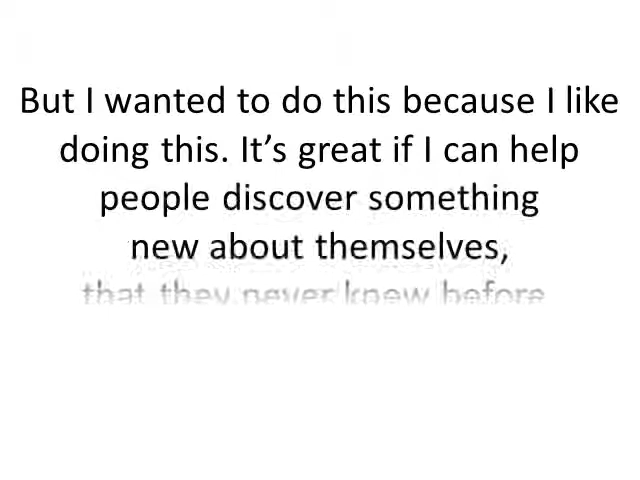 But I wanted to do this because I like
doing this. It’s great if I can help
people discover something
new about themselves,
that they never knew before